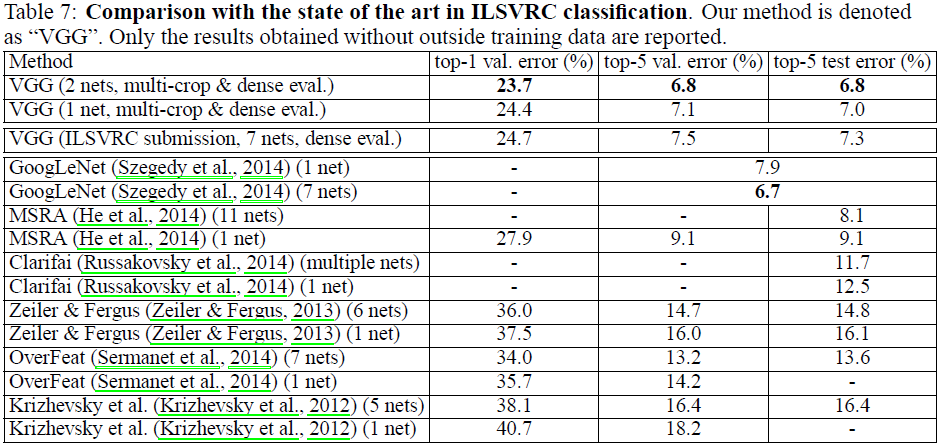 Table 7: Comparison with the state of the art in ILSVRC classification. Our method is denoted
as “VGG”. Only the results obtained without outside training data are reported.
Method top-1 val. error (%) top-5 val. error (%) top-5 test error (%)
VGG (2 nets, multi-crop & dense eval.) 23.7 6.8 6.8
VGG (1 net, multi-crop & dense eval.) 24.4 7.1 7.0
VGG (ILSVRC submission, 7 nets, dense eval.) 24.7 7.5 7.3
GoogLeNet (Szegedy et al., 2014) (1 net) - 7.9
GoogLeNet (Szegedy et al., 2014) (7 nets) - 6.7
MSRA (He et al., 2014) (11 nets) - - 8.1
MSRA (He et al., 2014) (1 net) 27.9 9.1 9.1
Clarifai (Russakovsky et al., 2014) (multiple nets) - - 11.7
Clarifai (Russakovsky et al., 2014) (1 net) - - 12.5
Zeiler & Fergus (Zeiler & Fergus, 2013) (6 nets) 36.0 14.7 14.8
Zeiler & Fergus (Zeiler & Fergus, 2013) (1 net) 37.5 16.0 16.1
OverFeat (Sermanet et al., 2014) (7 nets) 34.0 13.2 13.6
OverFeat (Sermanet et al., 2014) (1 net) 35.7 14.2 -
Krizhevsky et al. (Krizhevsky et al., 2012) (5 nets) 38.1 16.4 16.4
Krizhevsky et al. (Krizhevsky et al., 2012) (1 net) 40.7 18.2 -